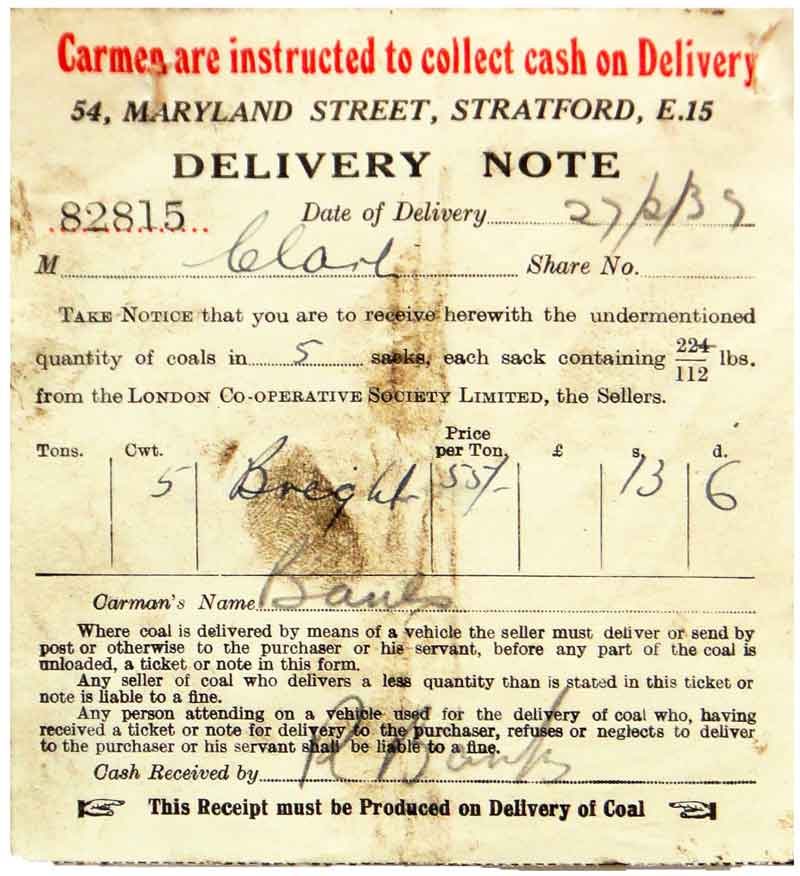 Carmen are instructed to collect cash on Delivery
54, MARYLAND STREET, STRATFORD, E.15
DELIVERY NOTE
82815 Date of Delivery 27/2/39
M Clark Share No.
TAKE NOTICE that you are to receive herewith the undermentioned
quantity of coals in 5 sacks, each sack containing 224/112 lbs.
from the LONDON CO-OPERATIVE SOCIETY LIMITED, the Sellers.
Tons. Cwt. Price per Ton. £ s. d.
5 Bright 55/- 13 6
Carman's Name Banks
Where coal is delivered by means of a vehicle the seller must deliver or send by
post or otherwise to the purchaser or his servant, before any part of the coal is
unloaded, a ticket or note in this form.
Any seller of coal who delivers a less quantity than is stated in this ticket or
note is liable to a fine.
Any person attending on a vehicle used for the delivery of coal who, having
received a ticket or note for delivery to the purchaser, refuses or neglects to deliver
to the purchaser or his servant shall be liable to a fine.
Cash Received by R Banks
This Receipt must be Produced on Delivery of Coal